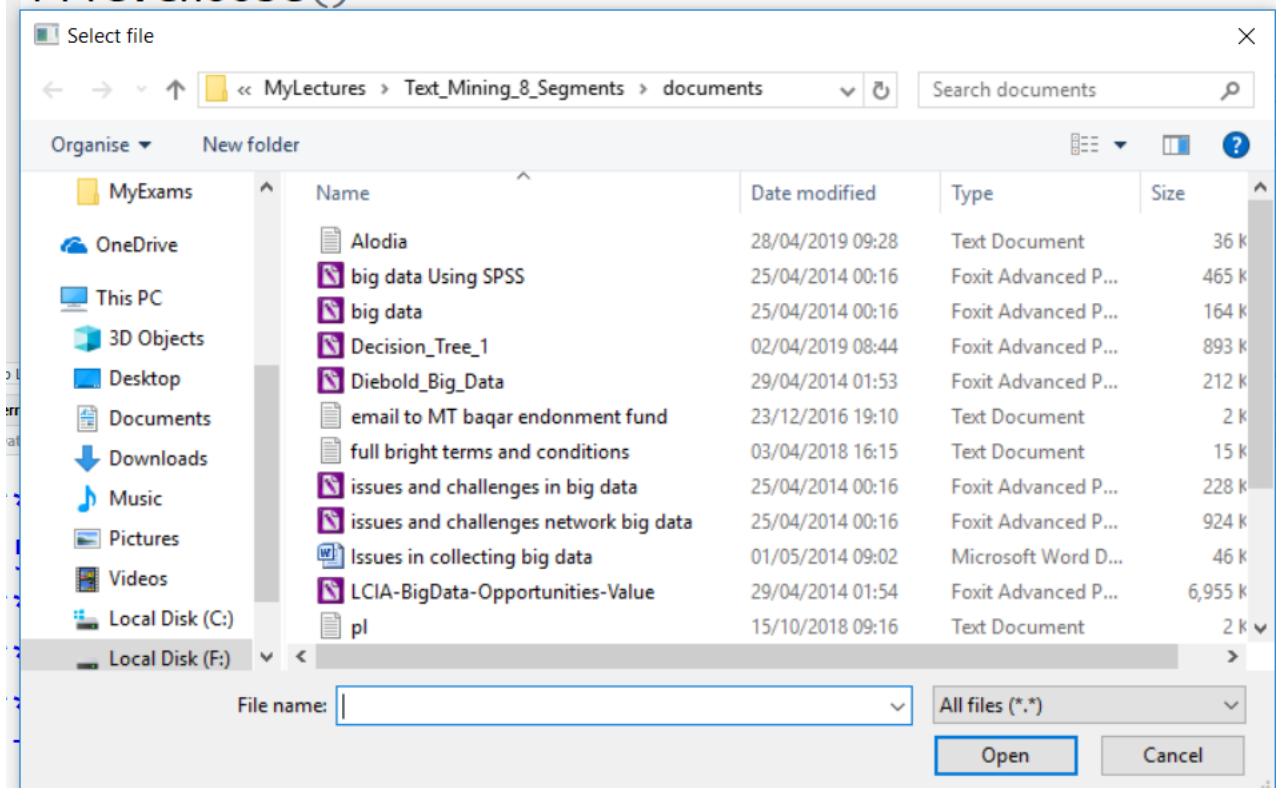 Select file
« MyLectures › Text_Mining_8_Segments › documents
Search documents
Organise New folder
Name Date modified Type Size
MyExams
OneDrive
This PC
3D Objects
Desktop
Documents
Downloads
Music
Pictures
Videos
Local Disk (C:)
Local Disk (F:)
Alodia 28/04/2019 09:28 Text Document 36 K
big data Using SPSS 25/04/2014 00:16 Foxit Advanced P... 465 K
big data 25/04/2014 00:16 Foxit Advanced P... 164 K
Decision_Tree_1 02/04/2019 08:44 Foxit Advanced P... 893 K
Diebold_Big_Data 29/04/2014 01:53 Foxit Advanced P... 212 K
email to MT baqar endonment fund 23/12/2016 19:10 Text Document 2 K
full bright terms and conditions 03/04/2018 16:15 Text Document 15 K
issues and challenges in big data 25/04/2014 00:16 Foxit Advanced P... 228 K
issues and challenges network big data 25/04/2014 00:16 Foxit Advanced P... 924 K
Issues in collecting big data 01/05/2014 09:02 Microsoft Word D... 46 K
LCIA-BigData-Opportunities-Value 29/04/2014 01:54 Foxit Advanced P... 6,955 K
pl 15/10/2018 09:16 Text Document 2 K
File name: All files (*.*)
Open Cancel